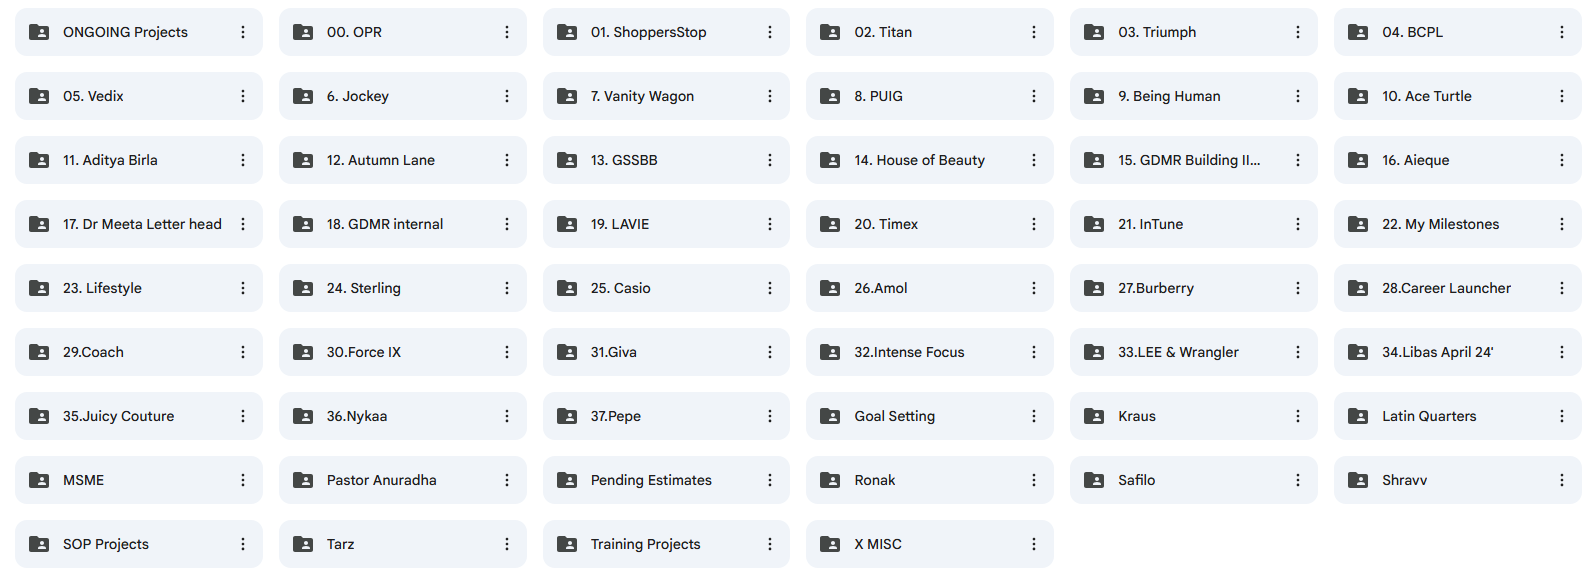 ONGOING Projects
00. OPR
01. ShoppersStop
02. Titan
03. Triumph
04. BCPL
05. Vedix
6. Jockey
7. Vanity Wagon
8. PUIG
9. Being Human
10. Ace Turtle
11. Aditya Birla
12. Autumn Lane
13. GSSBB
14. House of Beauty
15. GDMR Building II...
16. Aieque
17. Dr Meeta Letter head
18. GDMR internal
19. LAVIE
20. Timex
21. InTune
22. My Milestones
23. Lifestyle
24. Sterling
25. Casio
26.Amol
27.Burberry
28.Career Launcher
29.Coach
30.Force IX
31.Giva
32.Intense Focus
33.LEE & Wrangler
34.Libas April 24'
35.Juicy Couture
36.Nykaa
37.Pepe
Goal Setting
Kraus
Latin Quarters
MSME
Pastor Anuradha
Pending Estimates
Ronak
Safilo
Shravv
SOP Projects
Tarz
Training Projects
X MISC